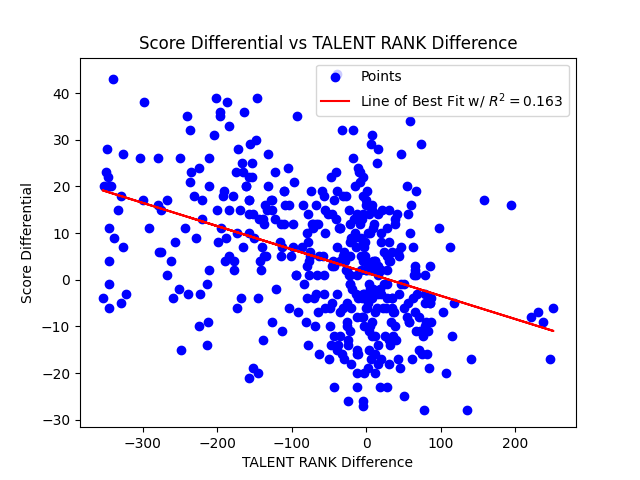 Score Differential vs TALENT RANK Difference
Points
Line of Best Fit w/ R² = 0.163
40
30
20
10
0
−10
−20
−30
Score Differential
−300
−200
−100
0
100
200
TALENT RANK Difference